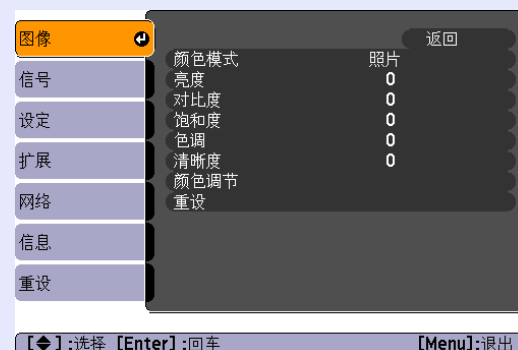 图像
信号
设定
扩展
网络
信息
重设
返回
颜色模式 照片
亮度 0
对比度 0
饱和度 0
色调 0
清晰度 0
颜色调节
重设
[◆]:选择 [Enter]:回车 [Menu]:退出